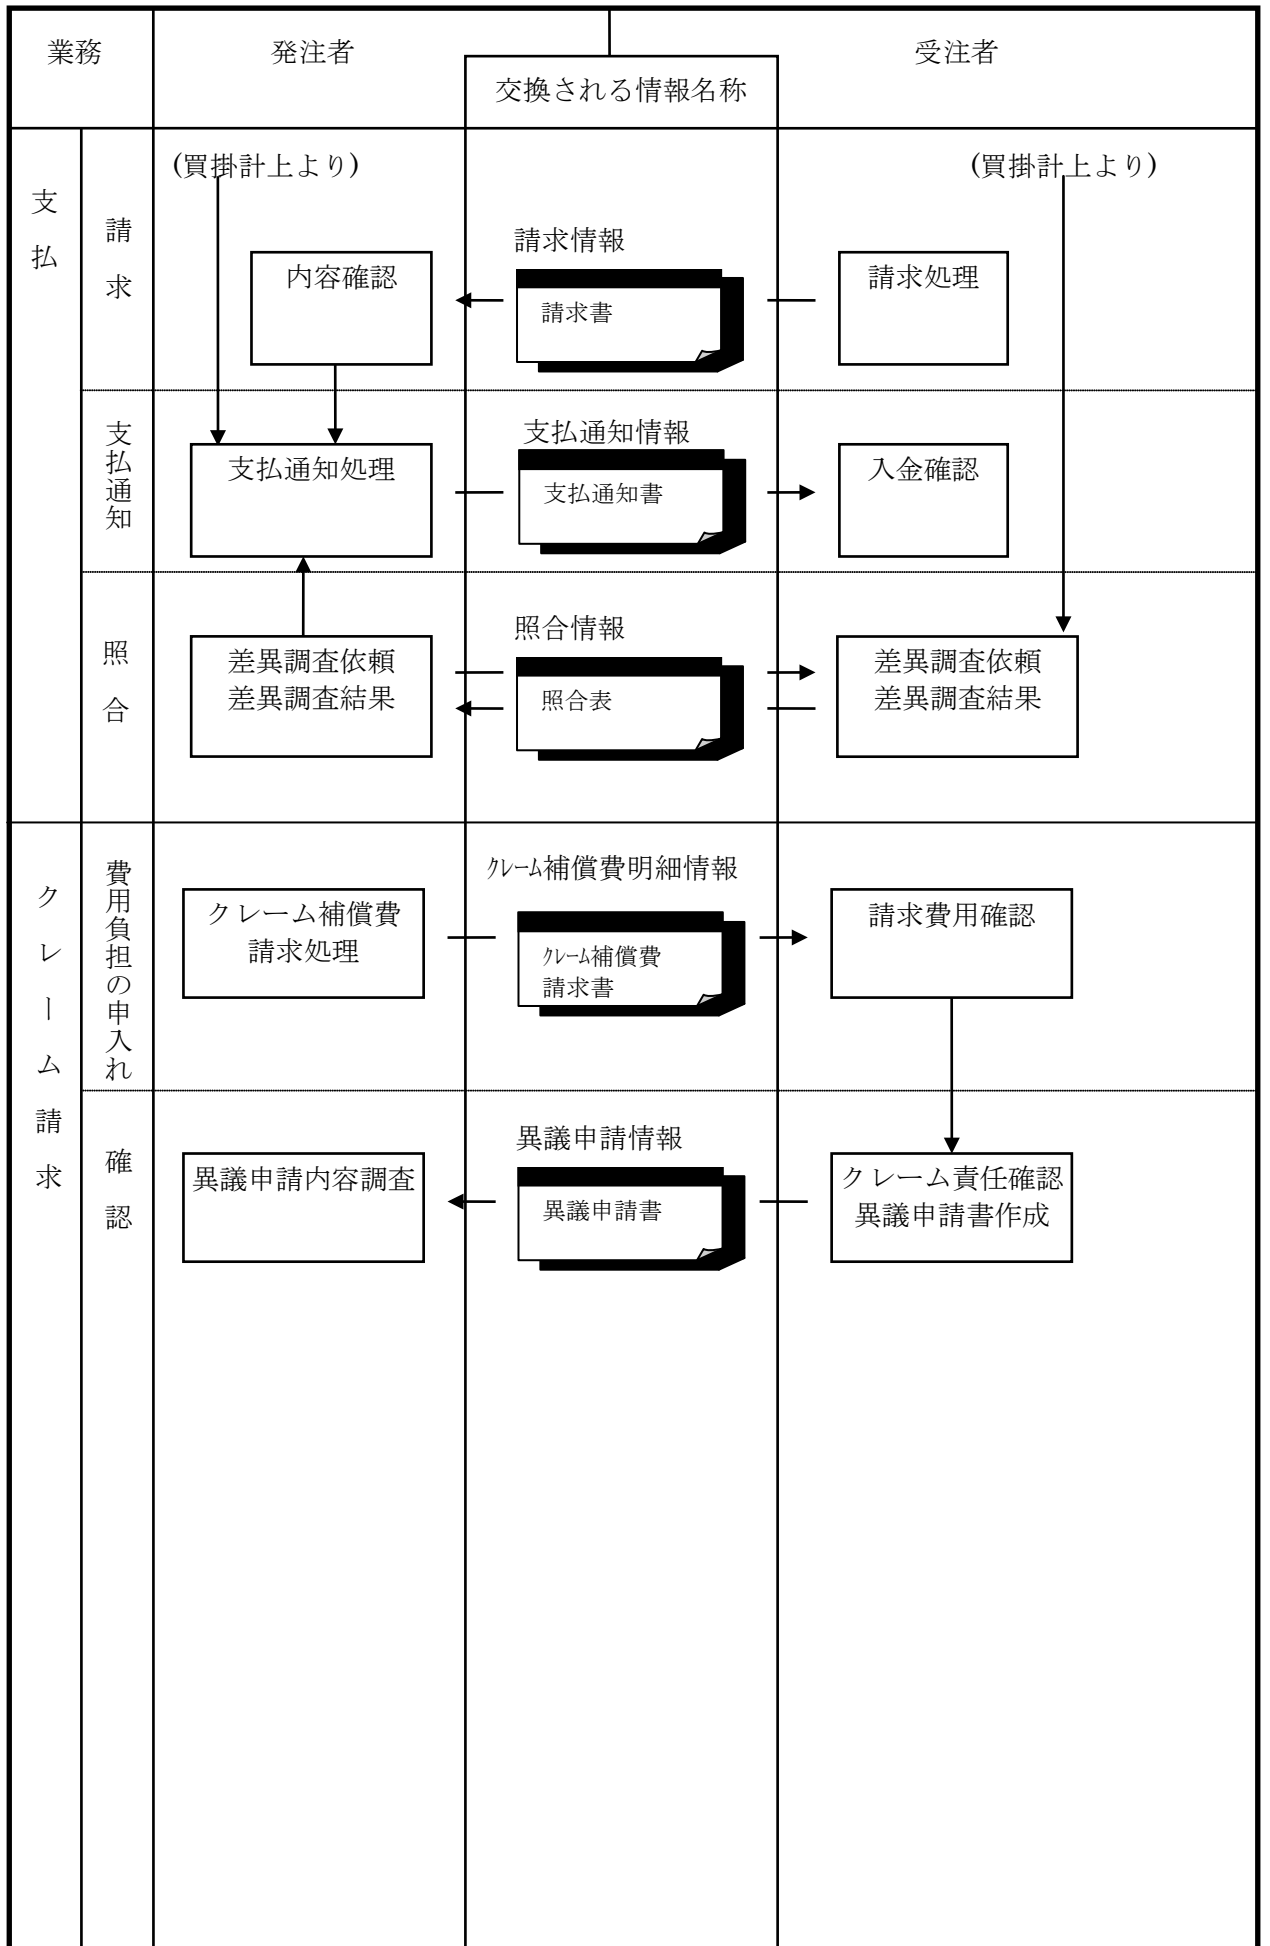 業務
発注者
受注者
交換される情報名称
支払
請求
(買掛計上より)
(買掛計上より)
請求情報
内容確認
請求書
請求処理
支払通知
支払通知情報
支払通知処理
支払通知書
入金確認
照合
照合情報
差異調査依頼
差異調査結果
照合表
差異調査依頼
差異調査結果
クレーム請求
費用負担の申入れ
クレーム補償費明細情報
クレーム補償費
請求処理
クレーム補償費
請求書
請求費用確認
確認
異議申請情報
異議申請内容調査
異議申請書
クレーム責任確認
異議申請書作成